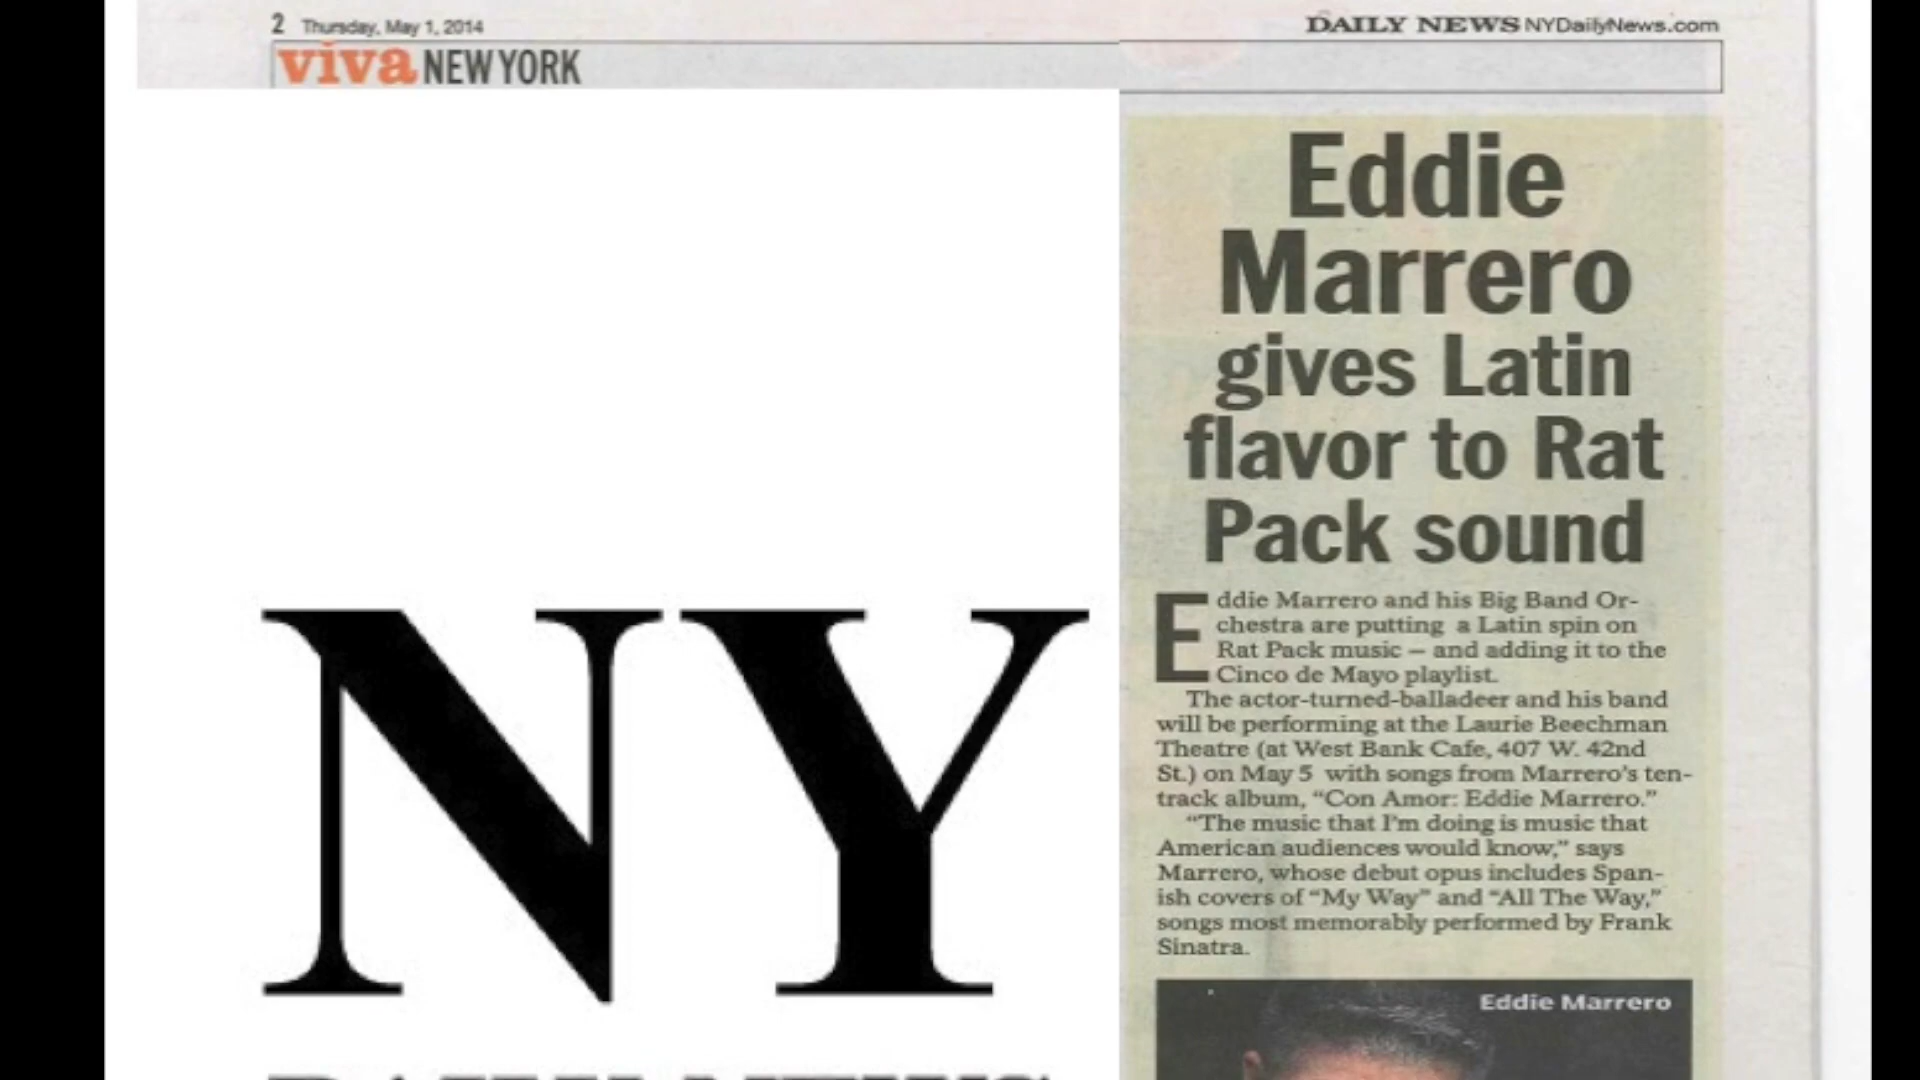 2 Thursday, May 1, 2014
DAILY NEWS NYDailyNews.com
viva NEW YORK
NY
Eddie
Marrero
gives Latin
flavor to Rat
Pack sound
Eddie Marrero and his Big Band Or-
chestra are putting a Latin spin on
Rat Pack music – and adding it to the
Cinco de Mayo playlist.
The actor-turned-balladeer and his band
will be performing at the Laurie Beechman
Theatre (at West Bank Cafe, 407 W. 42nd
St.) on May 5 with songs from Marrero's ten-
track album, “Con Amor: Eddie Marrero.”
“The music that I'm doing is music that
American audiences would know,” says
Marrero, whose debut opus includes Span-
ish covers of “My Way” and “All The Way,”
songs most memorably performed by Frank
Sinatra.
Eddie Marrero